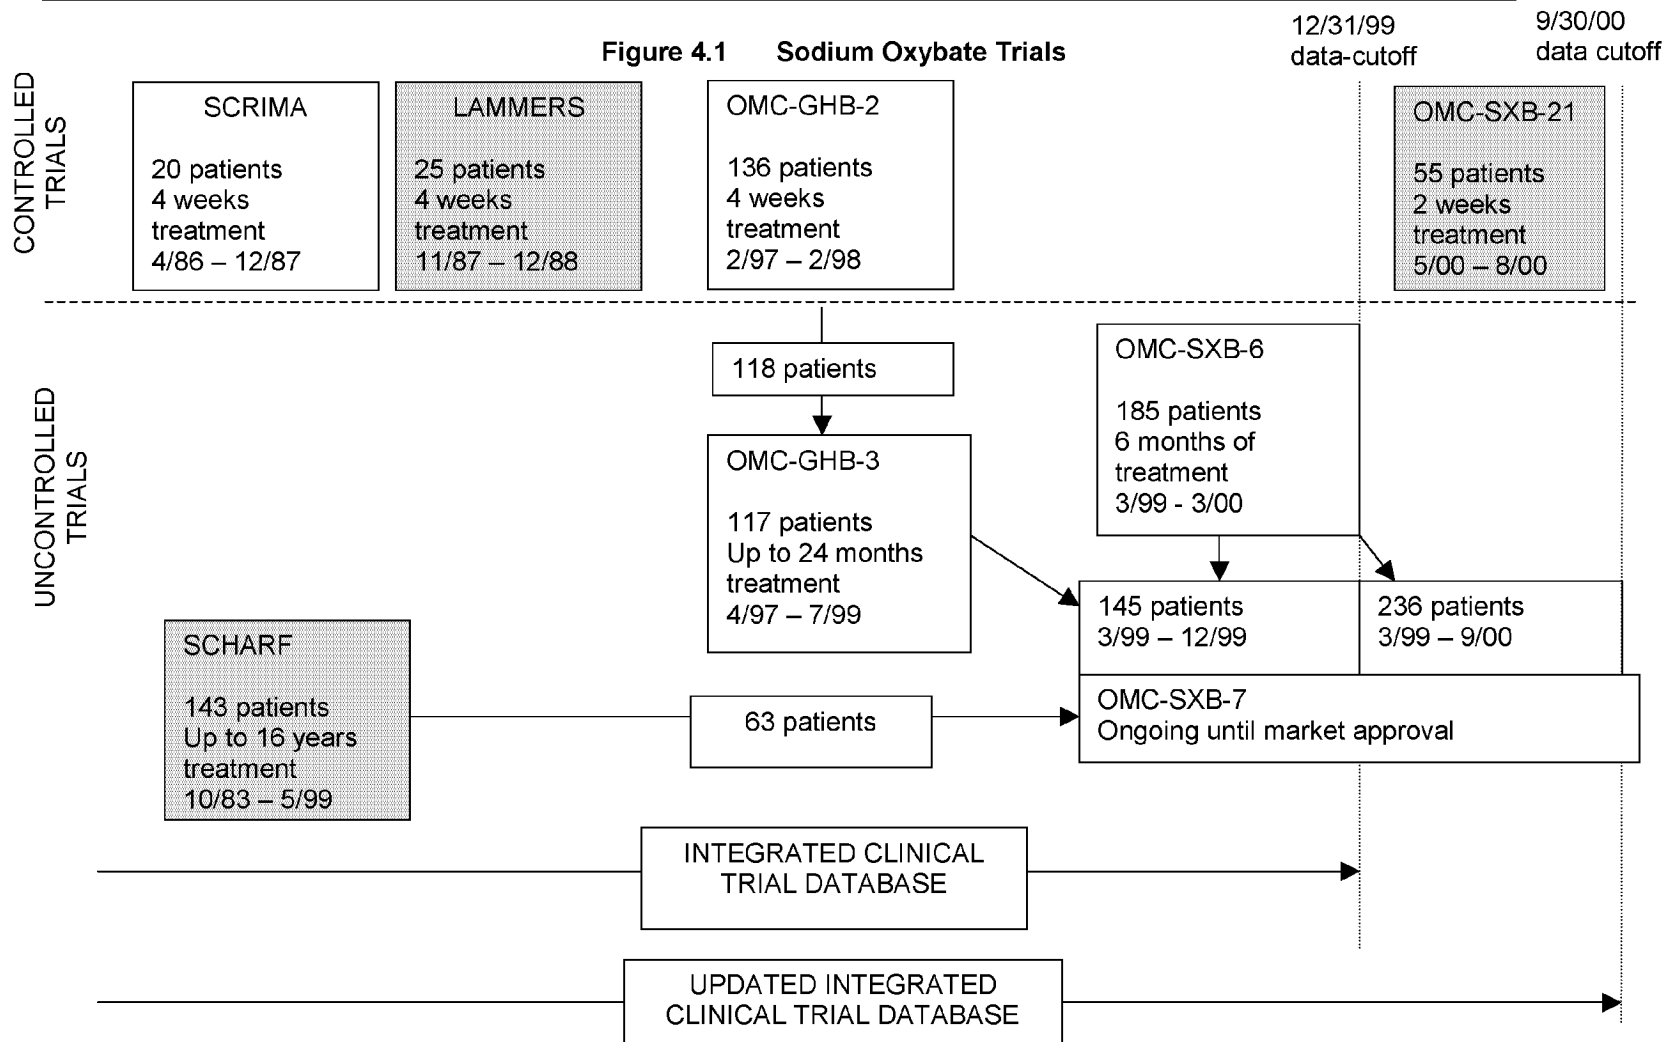 12/31/99
data-cutoff
9/30/00
data cutoff
Figure 4.1 Sodium Oxybate Trials
CONTROLLED
TRIALS
SCRIMA
20 patients
4 weeks
treatment
4/86 – 12/87
LAMMERS
25 patients
4 weeks
treatment
11/87 – 12/88
OMC-GHB-2
136 patients
4 weeks
treatment
2/97 – 2/98
OMC-SXB-21
55 patients
2 weeks
treatment
5/00 – 8/00
UNCONTROLLED
TRIALS
118 patients
OMC-GHB-3
117 patients
Up to 24 months
treatment
4/97 – 7/99
OMC-SXB-6
185 patients
6 months of
treatment
3/99 - 3/00
145 patients
3/99 – 12/99
236 patients
3/99 – 9/00
OMC-SXB-7
Ongoing until market approval
SCHARF
143 patients
Up to 16 years
treatment
10/83 – 5/99
63 patients
INTEGRATED CLINICAL
TRIAL DATABASE
UPDATED INTEGRATED
CLINICAL TRIAL DATABASE